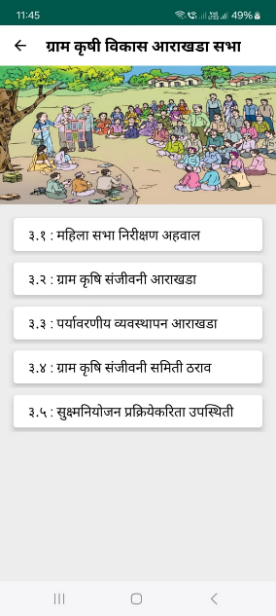 11:45
49%
ग्राम कृषी विकास आराखडा सभा
३.१ : महिला सभा निरीक्षण अहवाल
३.२ : ग्राम कृषि संजीवनी आराखडा
३.३ : पर्यावरणीय व्यवस्थापन आराखडा
३.४ : ग्राम कृषि संजीवनी समिती ठराव
३.५ : सुक्ष्मनियोजन प्रक्रियेकरिता उपस्थिती